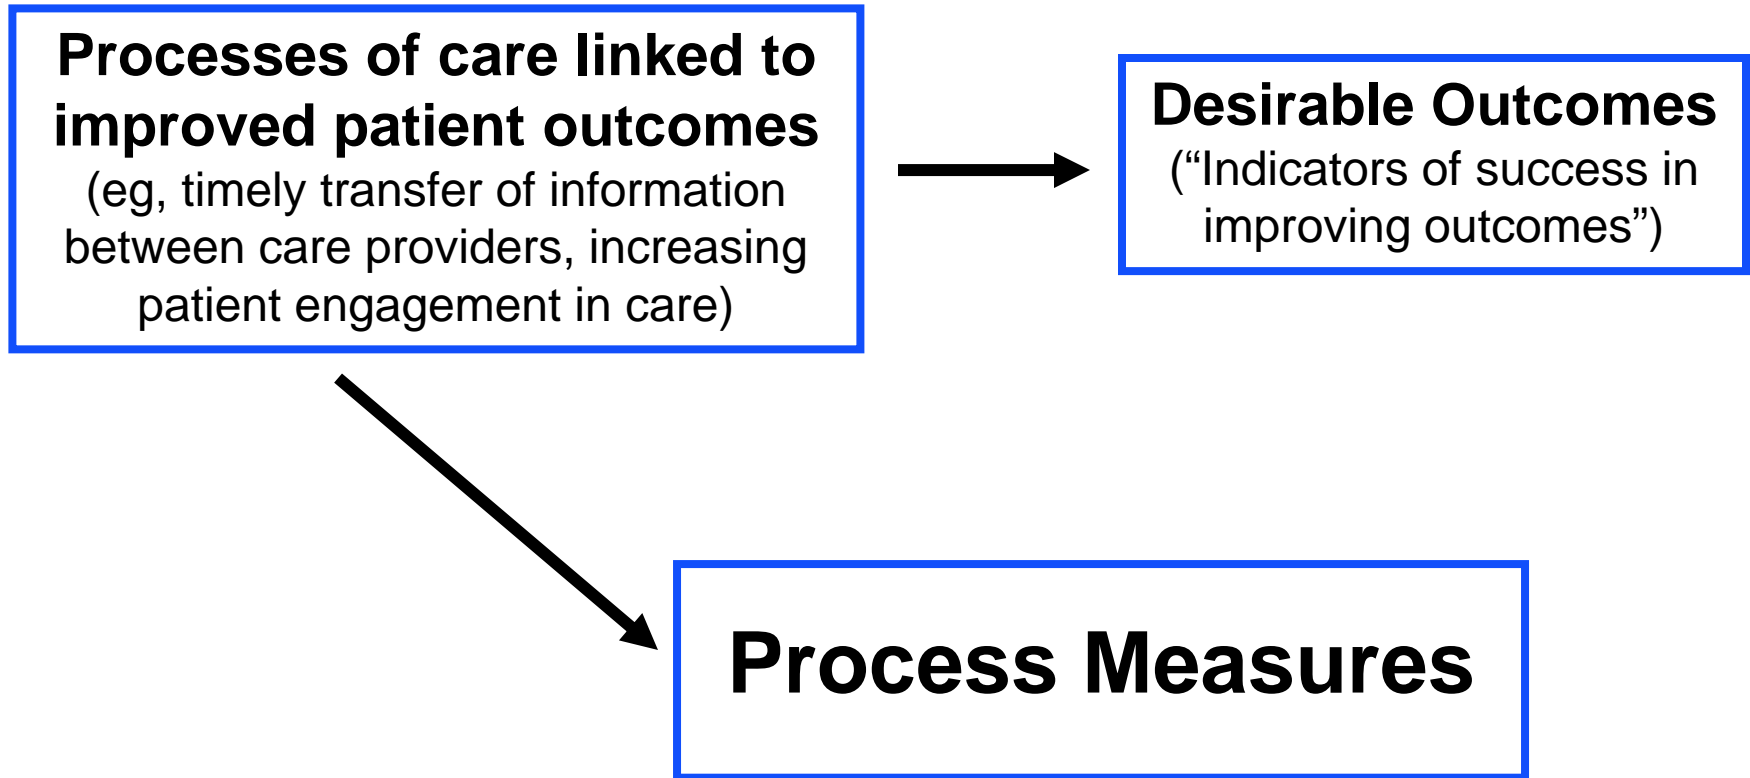 Processes of care linked to
improved patient outcomes
(eg, timely transfer of information
between care providers, increasing
patient engagement in care)
Desirable Outcomes
(“Indicators of success in
improving outcomes”)
Process Measures